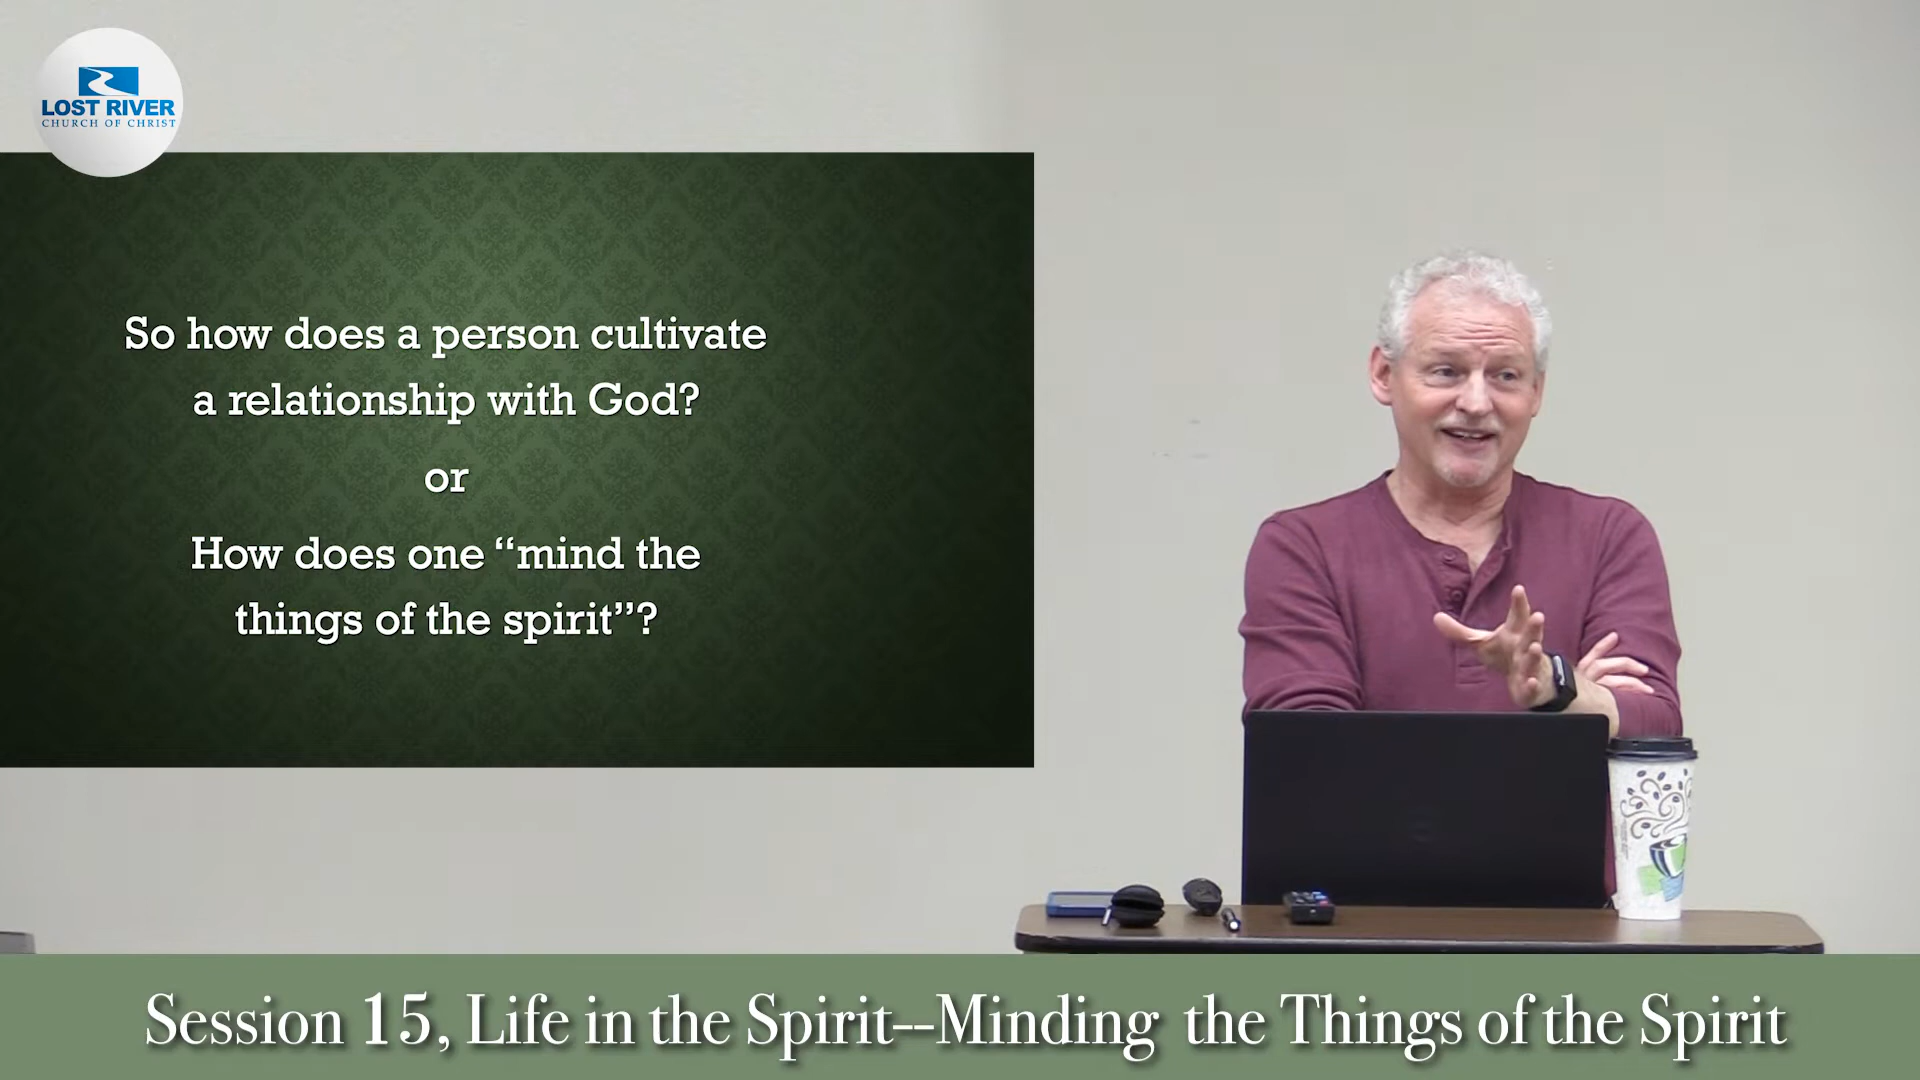 LOST RIVER
CHURCH OF CHRIST
So how does a person cultivate
a relationship with God?
or
How does one “mind the
things of the spirit”?
Session 15, Life in the Spirit--Minding the Things of the Spirit